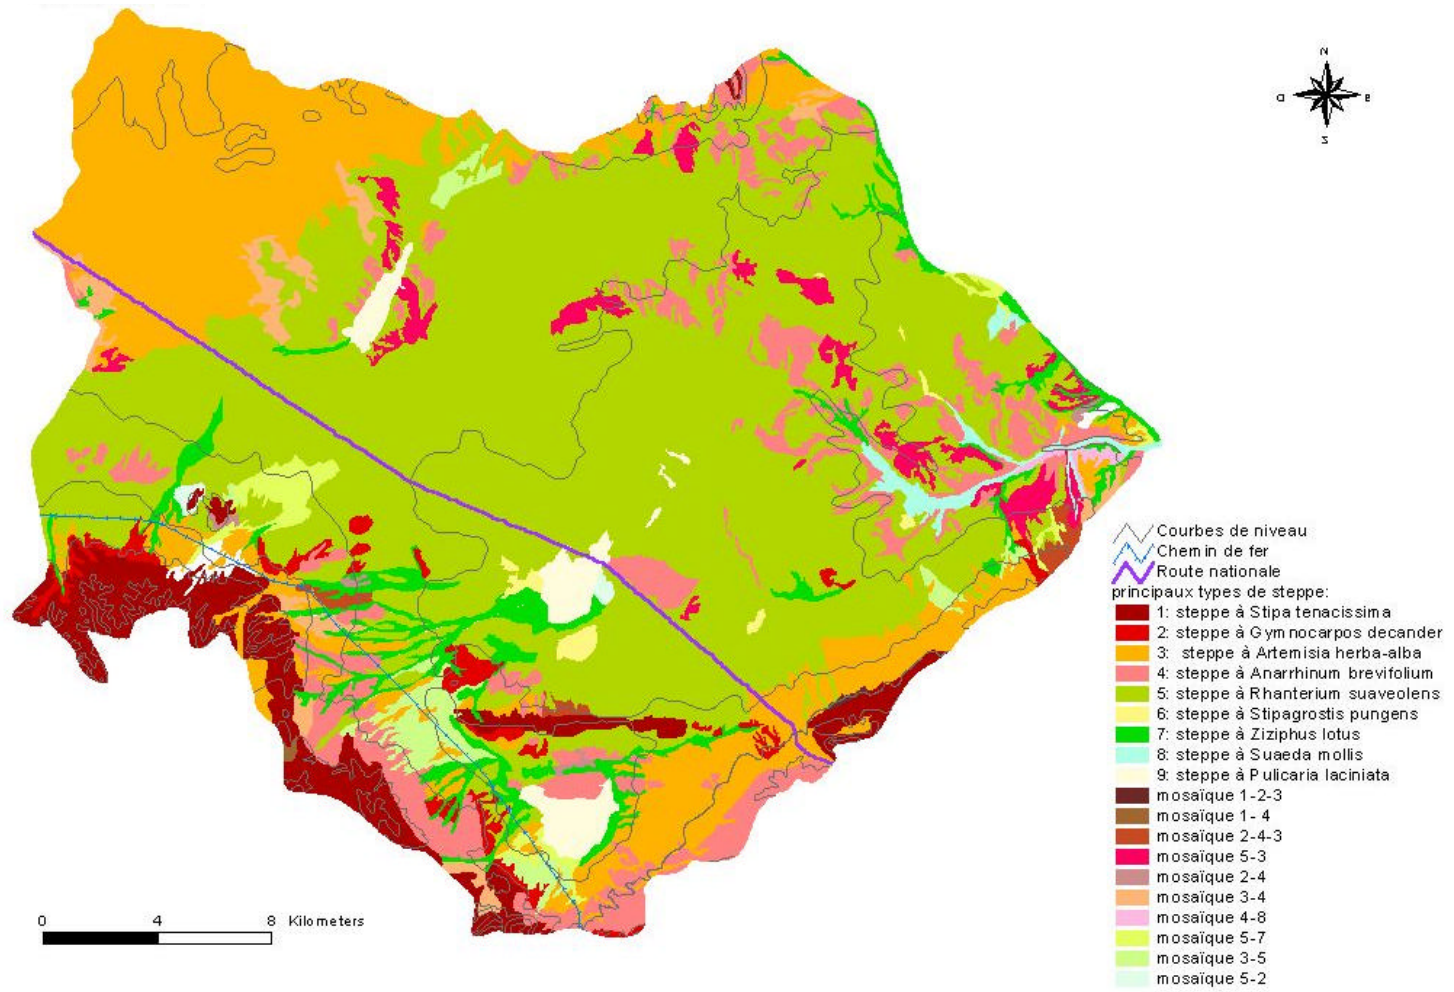 N
O
E
S
Courbes de niveau
Chemin de fer
Route nationale
principaux types de steppe:
1: steppe à Stipa tenacissima
2: steppe à Gymnocarpos decander
3: steppe à Artemisia herba-alba
4: steppe à Anarrhinum brevifolium
5: steppe à Rhanterium suaveolens
6: steppe à Stipagrostis pungens
7: steppe à Ziziphus lotus
8: steppe à Suaeda mollis
9: steppe à Pulicaria laciniata
mosaïque 1-2-3
mosaïque 1- 4
mosaïque 2-4-3
mosaïque 5-3
mosaïque 2-4
mosaïque 3-4
mosaïque 4-8
mosaïque 5-7
mosaïque 3-5
mosaïque 5-2
0 4 8 Kilometers